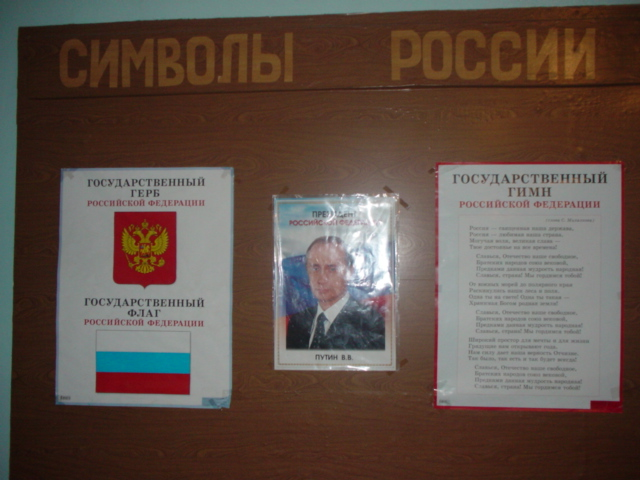 СИМВОЛЫ РОССИИ
ГОСУДАРСТВЕННЫЙ
ГЕРБ
РОССИЙСКОЙ ФЕДЕРАЦИИ
ГОСУДАРСТВЕННЫЙ
ФЛАГ
РОССИЙСКОЙ ФЕДЕРАЦИИ
ПРЕЗИДЕНТ
РОССИЙСКОЙ ФЕДЕРАЦИИ
ПУТИН В.В.
ГОСУДАРСТВЕННЫЙ
ГИМН
РОССИЙСКОЙ ФЕДЕРАЦИИ
Россия — священная наша держава,
Россия — любимая наша страна.
Могучая воля, великая слава —
Твое достоянье на все времена!
Славься, Отечество наше свободное,
Братских народов союз вековой,
Предками данная мудрость народная!
Славься, страна! Мы гордимся тобой!
От южных морей до полярного края
Раскинулись наши леса и поля.
Одна ты на свете! Одна ты такая —
Хранимая Богом родная земля!
Славься, Отечество наше свободное,
Братских народов союз вековой,
Предками данная мудрость народная!
Славься, страна! Мы гордимся тобой!
Широкий простор для мечты и для жизни
Грядущие нам открывают года.
Нам силу дает наша верность Отчизне.
Так было, так есть и так будет всегда!
Славься, Отечество наше свободное,
Братских народов союз вековой,
Предками данная мудрость народная!
Славься, страна! Мы гордимся тобой!